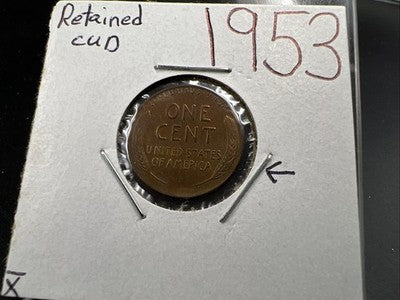 Retained
CUD
1953
ONE
CENT
UNITED STATES
OF AMERICA
X